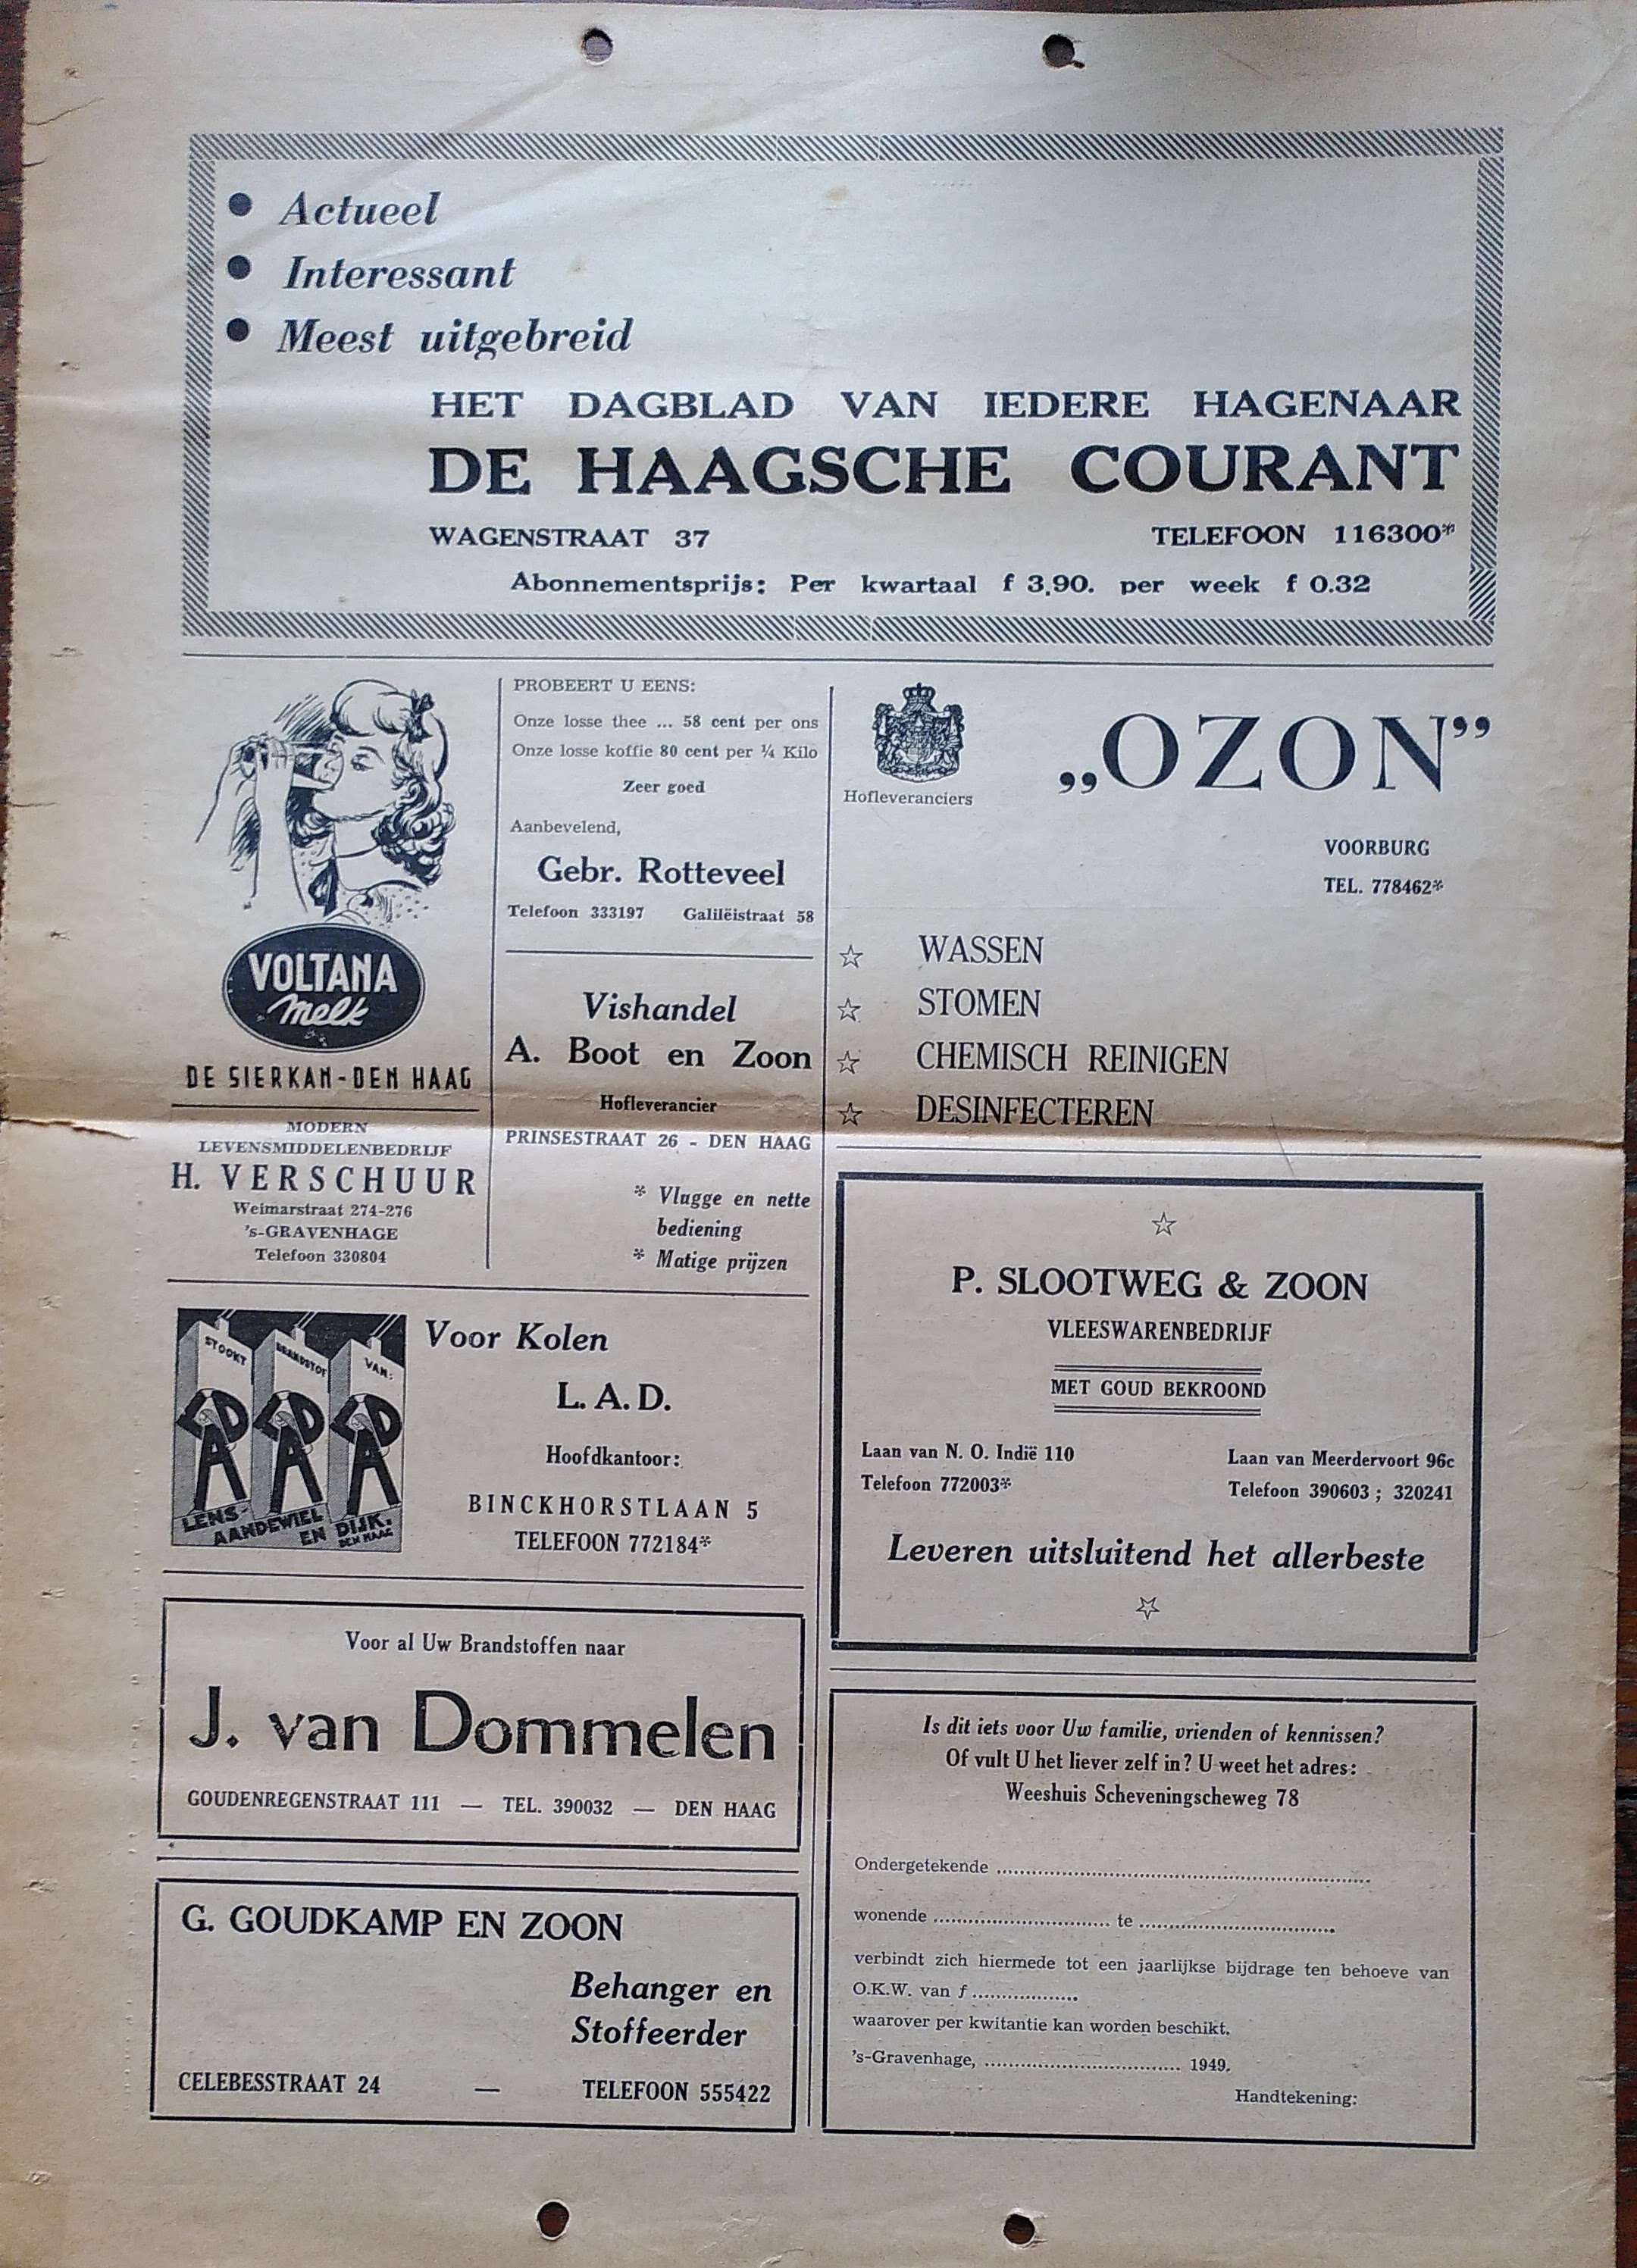 ● Actueel
● Interessant
● Meest uitgebreid
HET DAGBLAD VAN IEDERE HAGENAAR
DE HAAGSCHE COURANT
WAGENSTRAAT 37 TELEFOON 116300*
Abonnementsprijs: Per kwartaal f 3,90. per week f 0.32
VOLTANA
melk
DE SIERKAN-DEN HAAG
MODERN
LEVENSMIDDELENBEDRIJF
H. VERSCHUUR
Weimarstraat 274-276
's-GRAVENHAGE
Telefoon 330804
PROBEERT U EENS:
Onze losse thee ... 58 cent per ons
Onze losse koffie 80 cent per ¼ Kilo
Zeer goed
Aanbevelend,
Gebr. Rotteveel
Telefoon 333197 Galilëistraat 58
Vishandel
A. Boot en Zoon
Hofleverancier
PRINSESTRAAT 26 - DEN HAAG
* Vlugge en nette
bediening
* Matige prijzen
Hofleveranciers
„OZON”
VOORBURG
TEL. 778462*
☆ WASSEN
☆ STOMEN
☆ CHEMISCH REINIGEN
☆ DESINFECTEREN
STOOKT BRANDSTOF VAN:
LAD LAD LAD
LENS-
AANDEWIEL
EN DIJK.
DEN HAAG
Voor Kolen
L. A. D.
Hoofdkantoor:
BINCKHORSTLAAN 5
TELEFOON 772184*
Voor al Uw Brandstoffen naar
J. van Dommelen
GOUDENREGENSTRAAT 111 — TEL. 390032 — DEN HAAG
G. GOUDKAMP EN ZOON
Behanger en
Stoffeerder
CELEBESSTRAAT 24 — TELEFOON 555422
☆
P. SLOOTWEG & ZOON
VLEESWARENBEDRIJF
MET GOUD BEKROOND
Laan van N. O. Indië 110 Laan van Meerdervoort 96c
Telefoon 772003* Telefoon 390603 ; 320241
Leveren uitsluitend het allerbeste
☆
Is dit iets voor Uw familie, vrienden of kennissen?
Of vult U het liever zelf in? U weet het adres:
Weeshuis Scheveningscheweg 78
Ondergetekende ........................................
wonende .................... te ....................
verbindt zich hiermede tot een jaarlijkse bijdrage ten behoeve van
O.K.W. van f ..................
waarover per kwitantie kan worden beschikt.
's-Gravenhage, .................... 1949.
Handtekening: